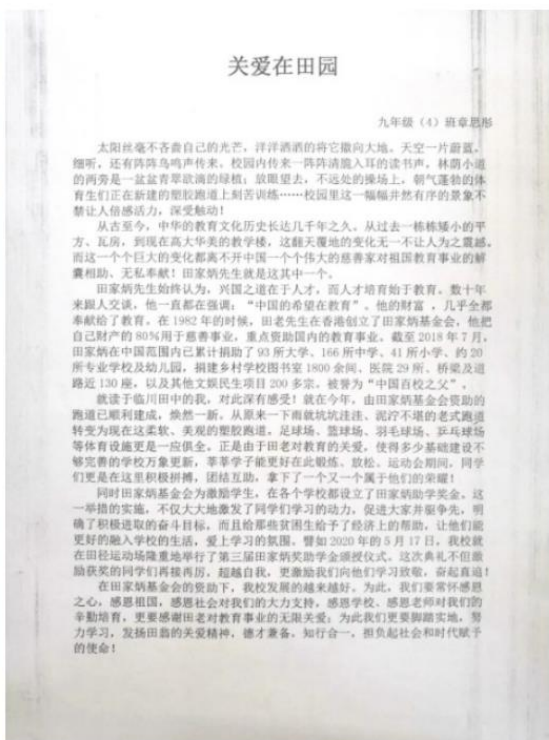 关爱在田园
九年级（4）班章思彤
太阳丝毫不吝啬自己的光芒，洋洋洒洒的将它撒向大地。天空一片蔚蓝，
细听，还有阵阵鸟鸣声传来，校园内传来一阵阵清脆入耳的读书声，林荫小道
的两旁是一盆盆青翠欲滴的绿植；放眼望去，不远处的操场上，朝气蓬勃的体
育生们正在新建的塑胶跑道上刻苦训练……校园里这一幅幅井然有序的景象不
禁让人倍感活力，深受触动！
从古至今，中华的教育文化历史长达几千年之久。从过去一栋栋矮小的平
方、瓦房，到现在高大华美的教学楼，这翻天覆地的变化无一不让人为之震撼。
而这一个个巨大的变化都离不开中国一个个伟大的慈善家对祖国教育事业的解
囊相助、无私奉献！田家炳先生就是这其中一个。
田家炳先生始终认为，兴国之道在于人才，而人才培育始于教育。数十年
来跟人交谈，他一直都在强调：“中国的希望在教育”。他的财富，几乎全都
奉献给了教育。在 1982 年的时候，田老先生在香港创立了田家炳基金会，他把
自己财产的 80%用于慈善事业，重点资助国内的教育事业。截至 2018 年 7 月，
田家炳在中国范围内已累计捐助了 93 所大学、166 所中学、41 所小学、约 20
所专业学校及幼儿园，捐建乡村学校图书室 1800 余间、医院 29 所、桥梁及道
路近 130 座，以及其他文娱民生项目 200 多宗，被誉为“中国百校之父”。
就读于临川田中的我，对此深有感受！就在今年，由田家炳基金会资助的
跑道已顺利建成，焕然一新。从原来一下雨就坑坑洼洼、泥泞不堪的老式跑道
转变为现在这柔软、美观的塑胶跑道，足球场、篮球场、羽毛球场、乒乓球场
等体育设施更是一应俱全。正是由于田老对教育的关爱，使得多少基础建设不
够完善的学校万象更新，莘莘学子能更好在此锻炼、放松。运动会期间，同学
们更是在这里积极拼搏，团结互助，拿下了一个又一个属于他们的荣耀！
同时田家炳基金会为激励学生，在各个学校都设立了田家炳助学奖金。这
一举措的实施，不仅大大地激发了同学们学习的动力，促进大家并驱争先，明
确了积极进取的奋斗目标，而且给那些贫困生给予了经济上的帮助，让他们能
更好的融入学校的生活，爱上学习的氛围。譬如 2020 年的 5 月 17 日，我校就
在田径运动场隆重地举行了第三届田家炳奖助学金颁授仪式。这次典礼不但激
励获奖的同学们再接再厉，超越自我，更激励我们向他们学习致敬，奋起直追！
在田家炳基金会的资助下，我校发展的越来越好。为此，我们要常怀感恩
之心，感恩祖国，感恩社会对我们的大力支持，感恩学校、感恩老师对我们的
辛勤培育，更要感谢田老对教育事业的无限关爱；为此我们更要脚踏实地，努
力学习，发扬田翁的关爱精神，德才兼备，知行合一，担负起社会和时代赋予
的使命！